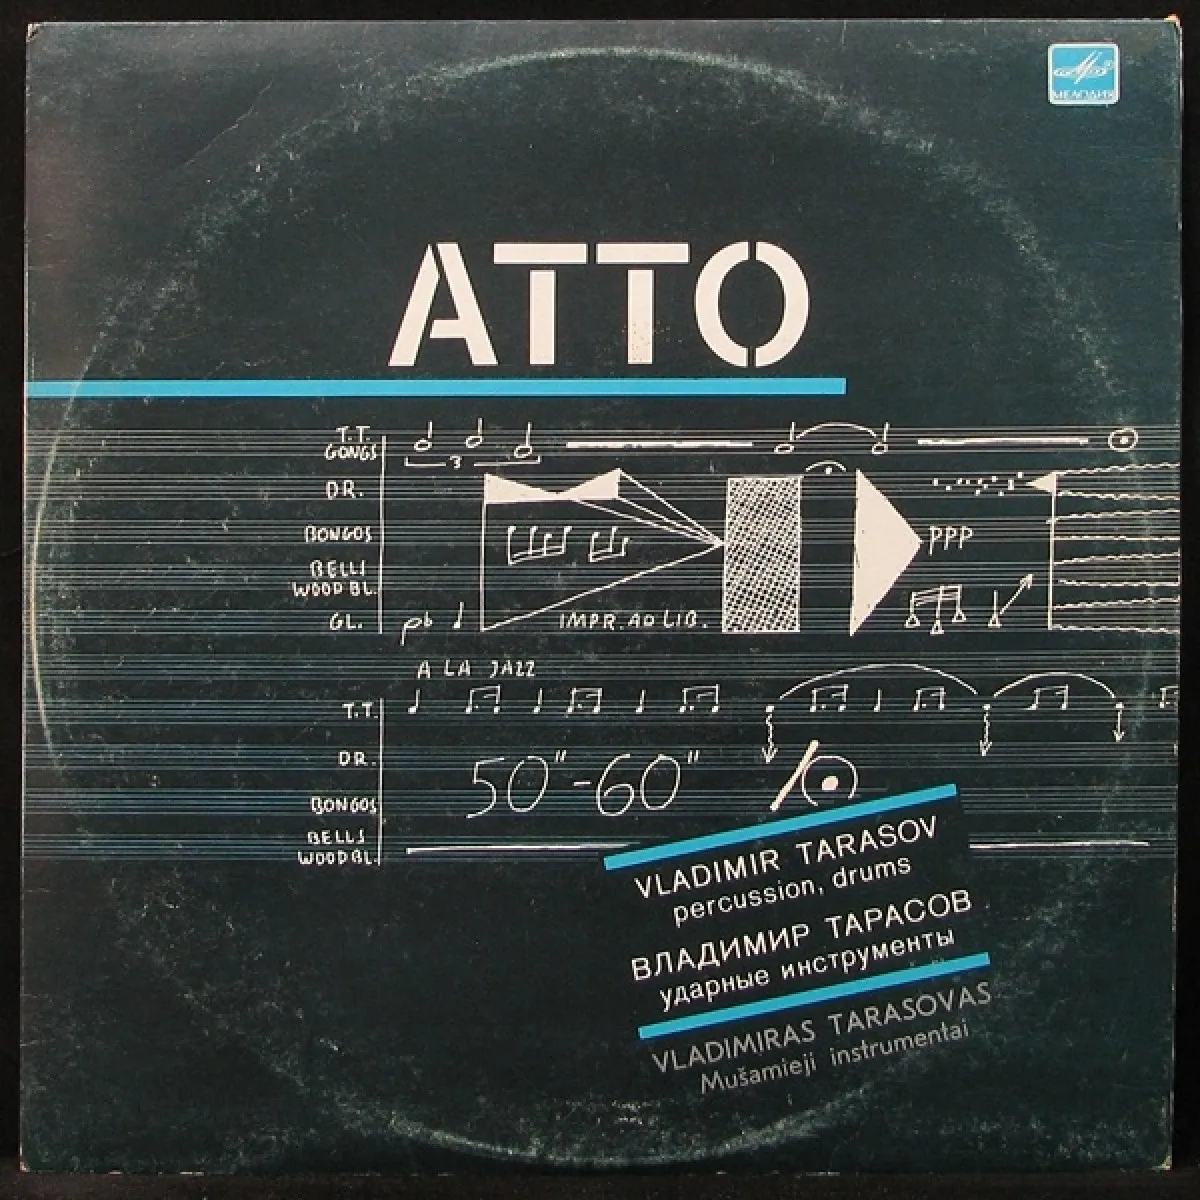 МЕЛОДИЯ
ATTO
T.T.
GONGS
3
DR.
BONGOS
PPP
BELLS
WOOD BL.
GL.
IMPR. AD LIB.
A LA JAZZ
T.T.
DR.
50"-60"
BONGOS
BELLS
WOOD BL.
VLADIMIR TARASOV
percussion, drums
ВЛАДИМИР ТАРАСОВ
ударные инструменты
VLADIMIRAS TARASOVAS
Mušamieji instrumentai